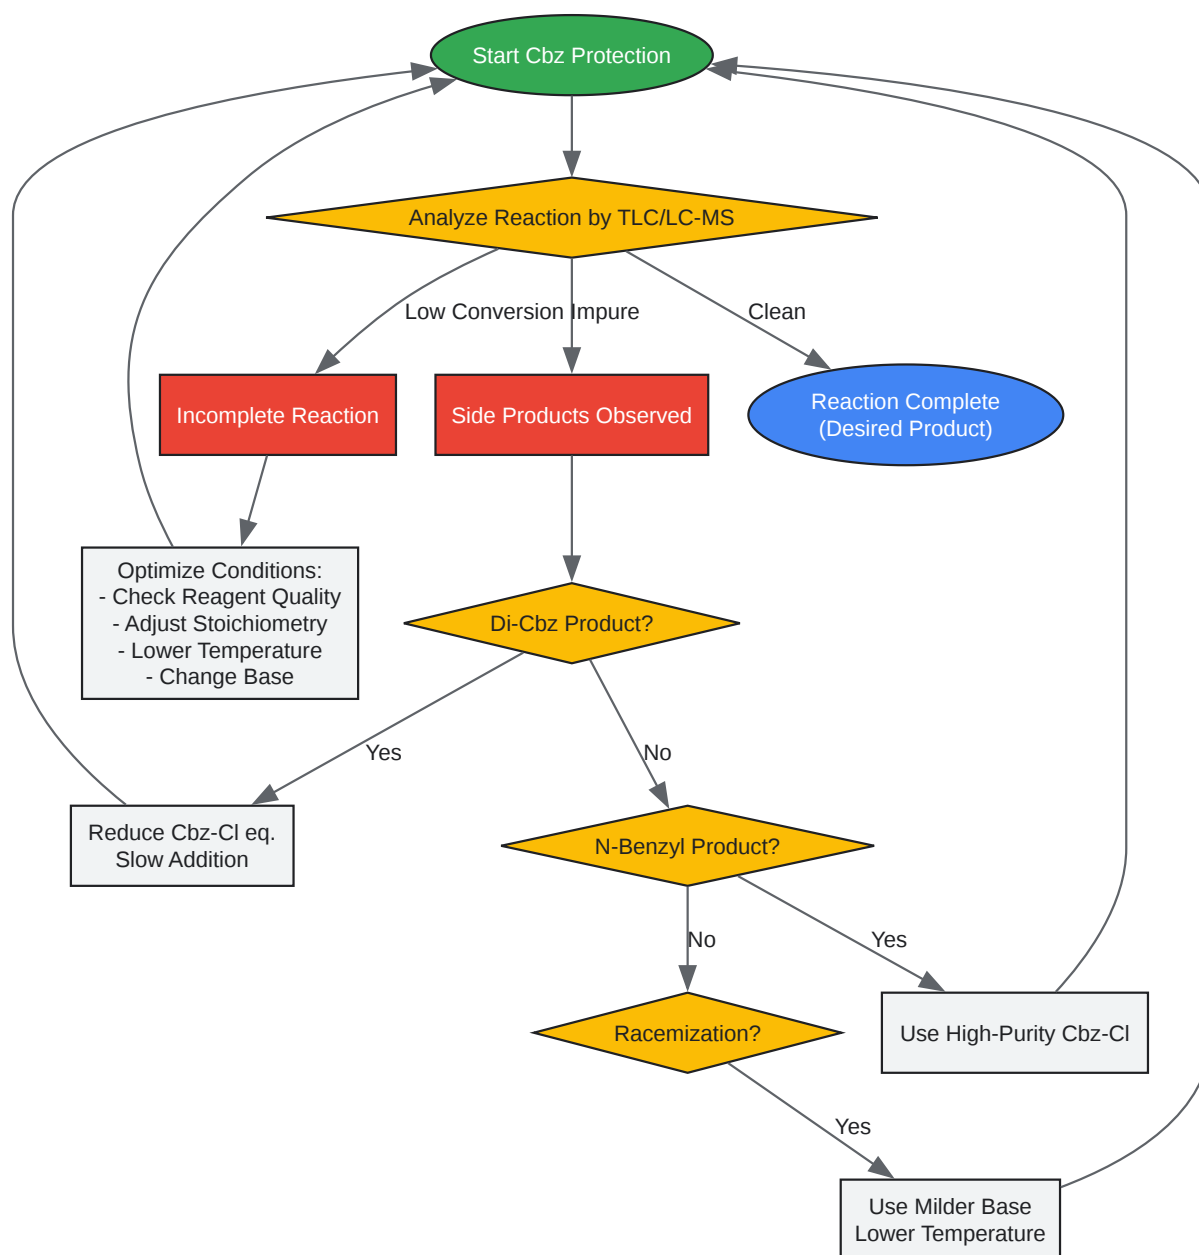 Start Cbz Protection
Analyze Reaction by TLC/LC-MS
Low Conversion
Impure
Clean
Incomplete Reaction
Side Products Observed
Reaction Complete
(Desired Product)
Optimize Conditions:
- Check Reagent Quality
- Adjust Stoichiometry
- Lower Temperature
- Change Base
Di-Cbz Product?
Yes
No
Reduce Cbz-Cl eq.
Slow Addition
N-Benzyl Product?
No
Yes
Racemization?
Use High-Purity Cbz-Cl
Yes
Use Milder Base
Lower Temperature